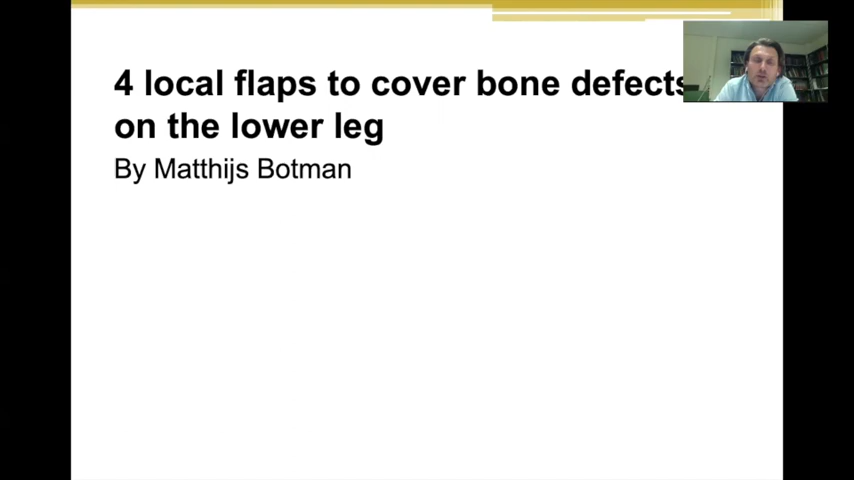 4 local flaps to cover bone defects
on the lower leg
By Matthijs Botman